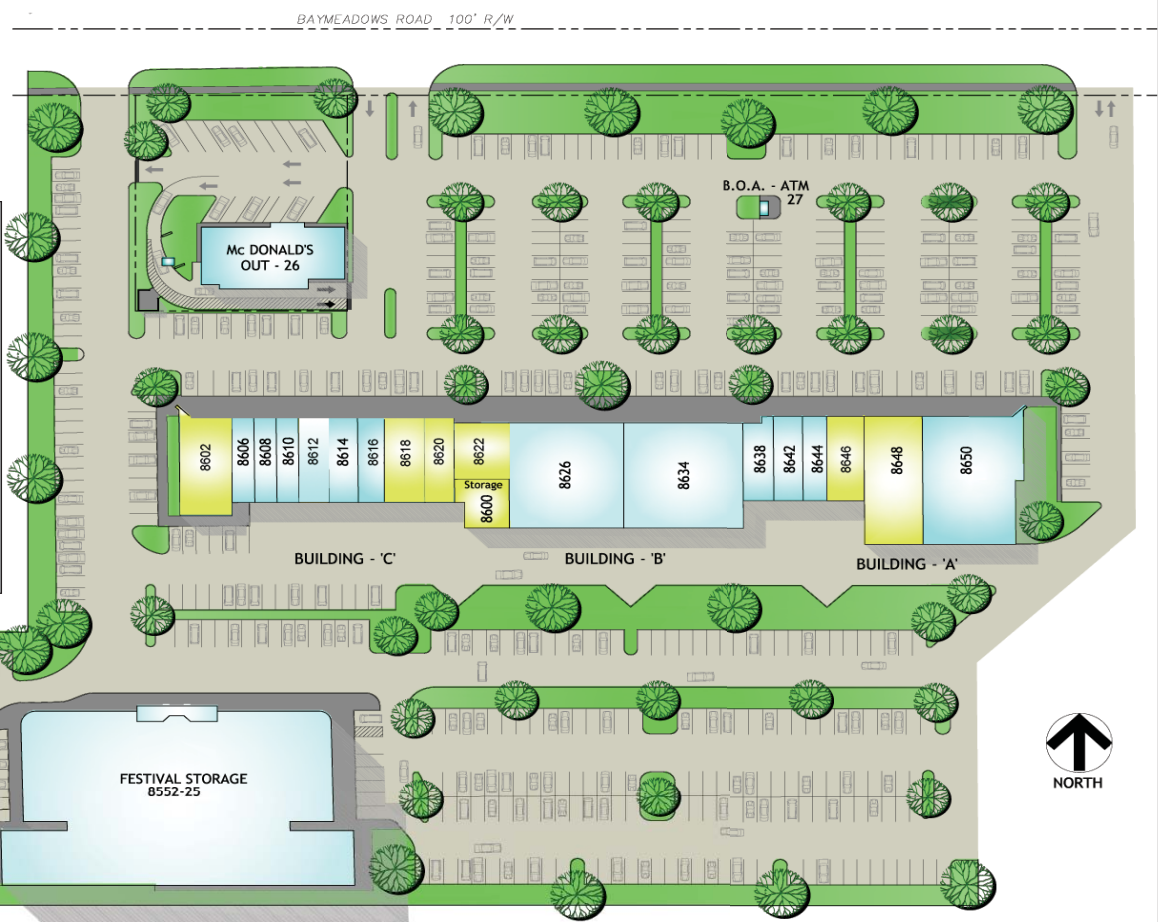 BAYMEADOWS ROAD 100' R/W
B.O.A. - ATM
27
Mc DONALD'S
OUT - 26
8602
8606
8608
8610
8612
8614
8616
8618
8620
8622
Storage
8600
8626
8634
8638
8642
8644
8646
8648
8650
BUILDING - 'C'
BUILDING - 'B'
BUILDING - 'A'
FESTIVAL STORAGE
8552-25
NORTH